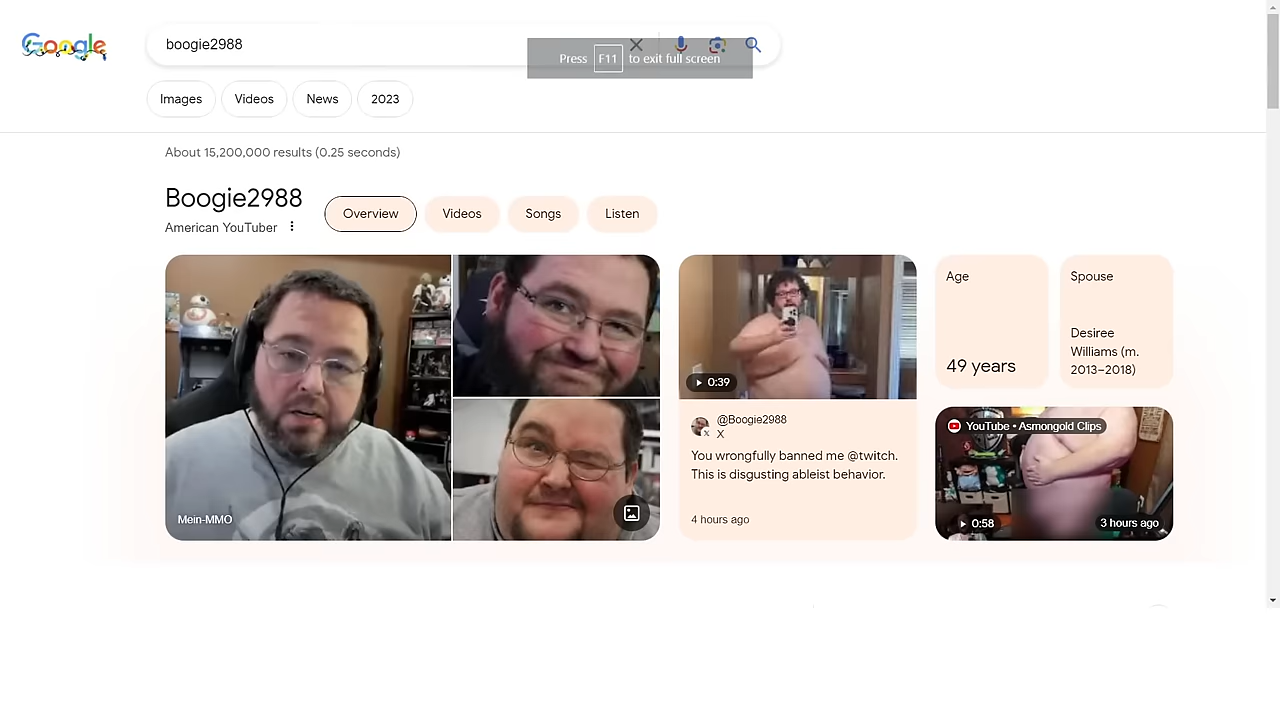 Google
boogie2988
Press F11 to exit full screen
Images
Videos
News
2023
About 15,200,000 results (0.25 seconds)
Boogie2988
American YouTuber
Overview
Videos
Songs
Listen
Mein-MMO
0:39
@Boogie2988
X
You wrongfully banned me @twitch.
This is disgusting ableist behavior.
4 hours ago
Age
49 years
Spouse
Desiree
Williams (m.
2013–2018)
YouTube • Asmongold Clips
0:58
3 hours ago